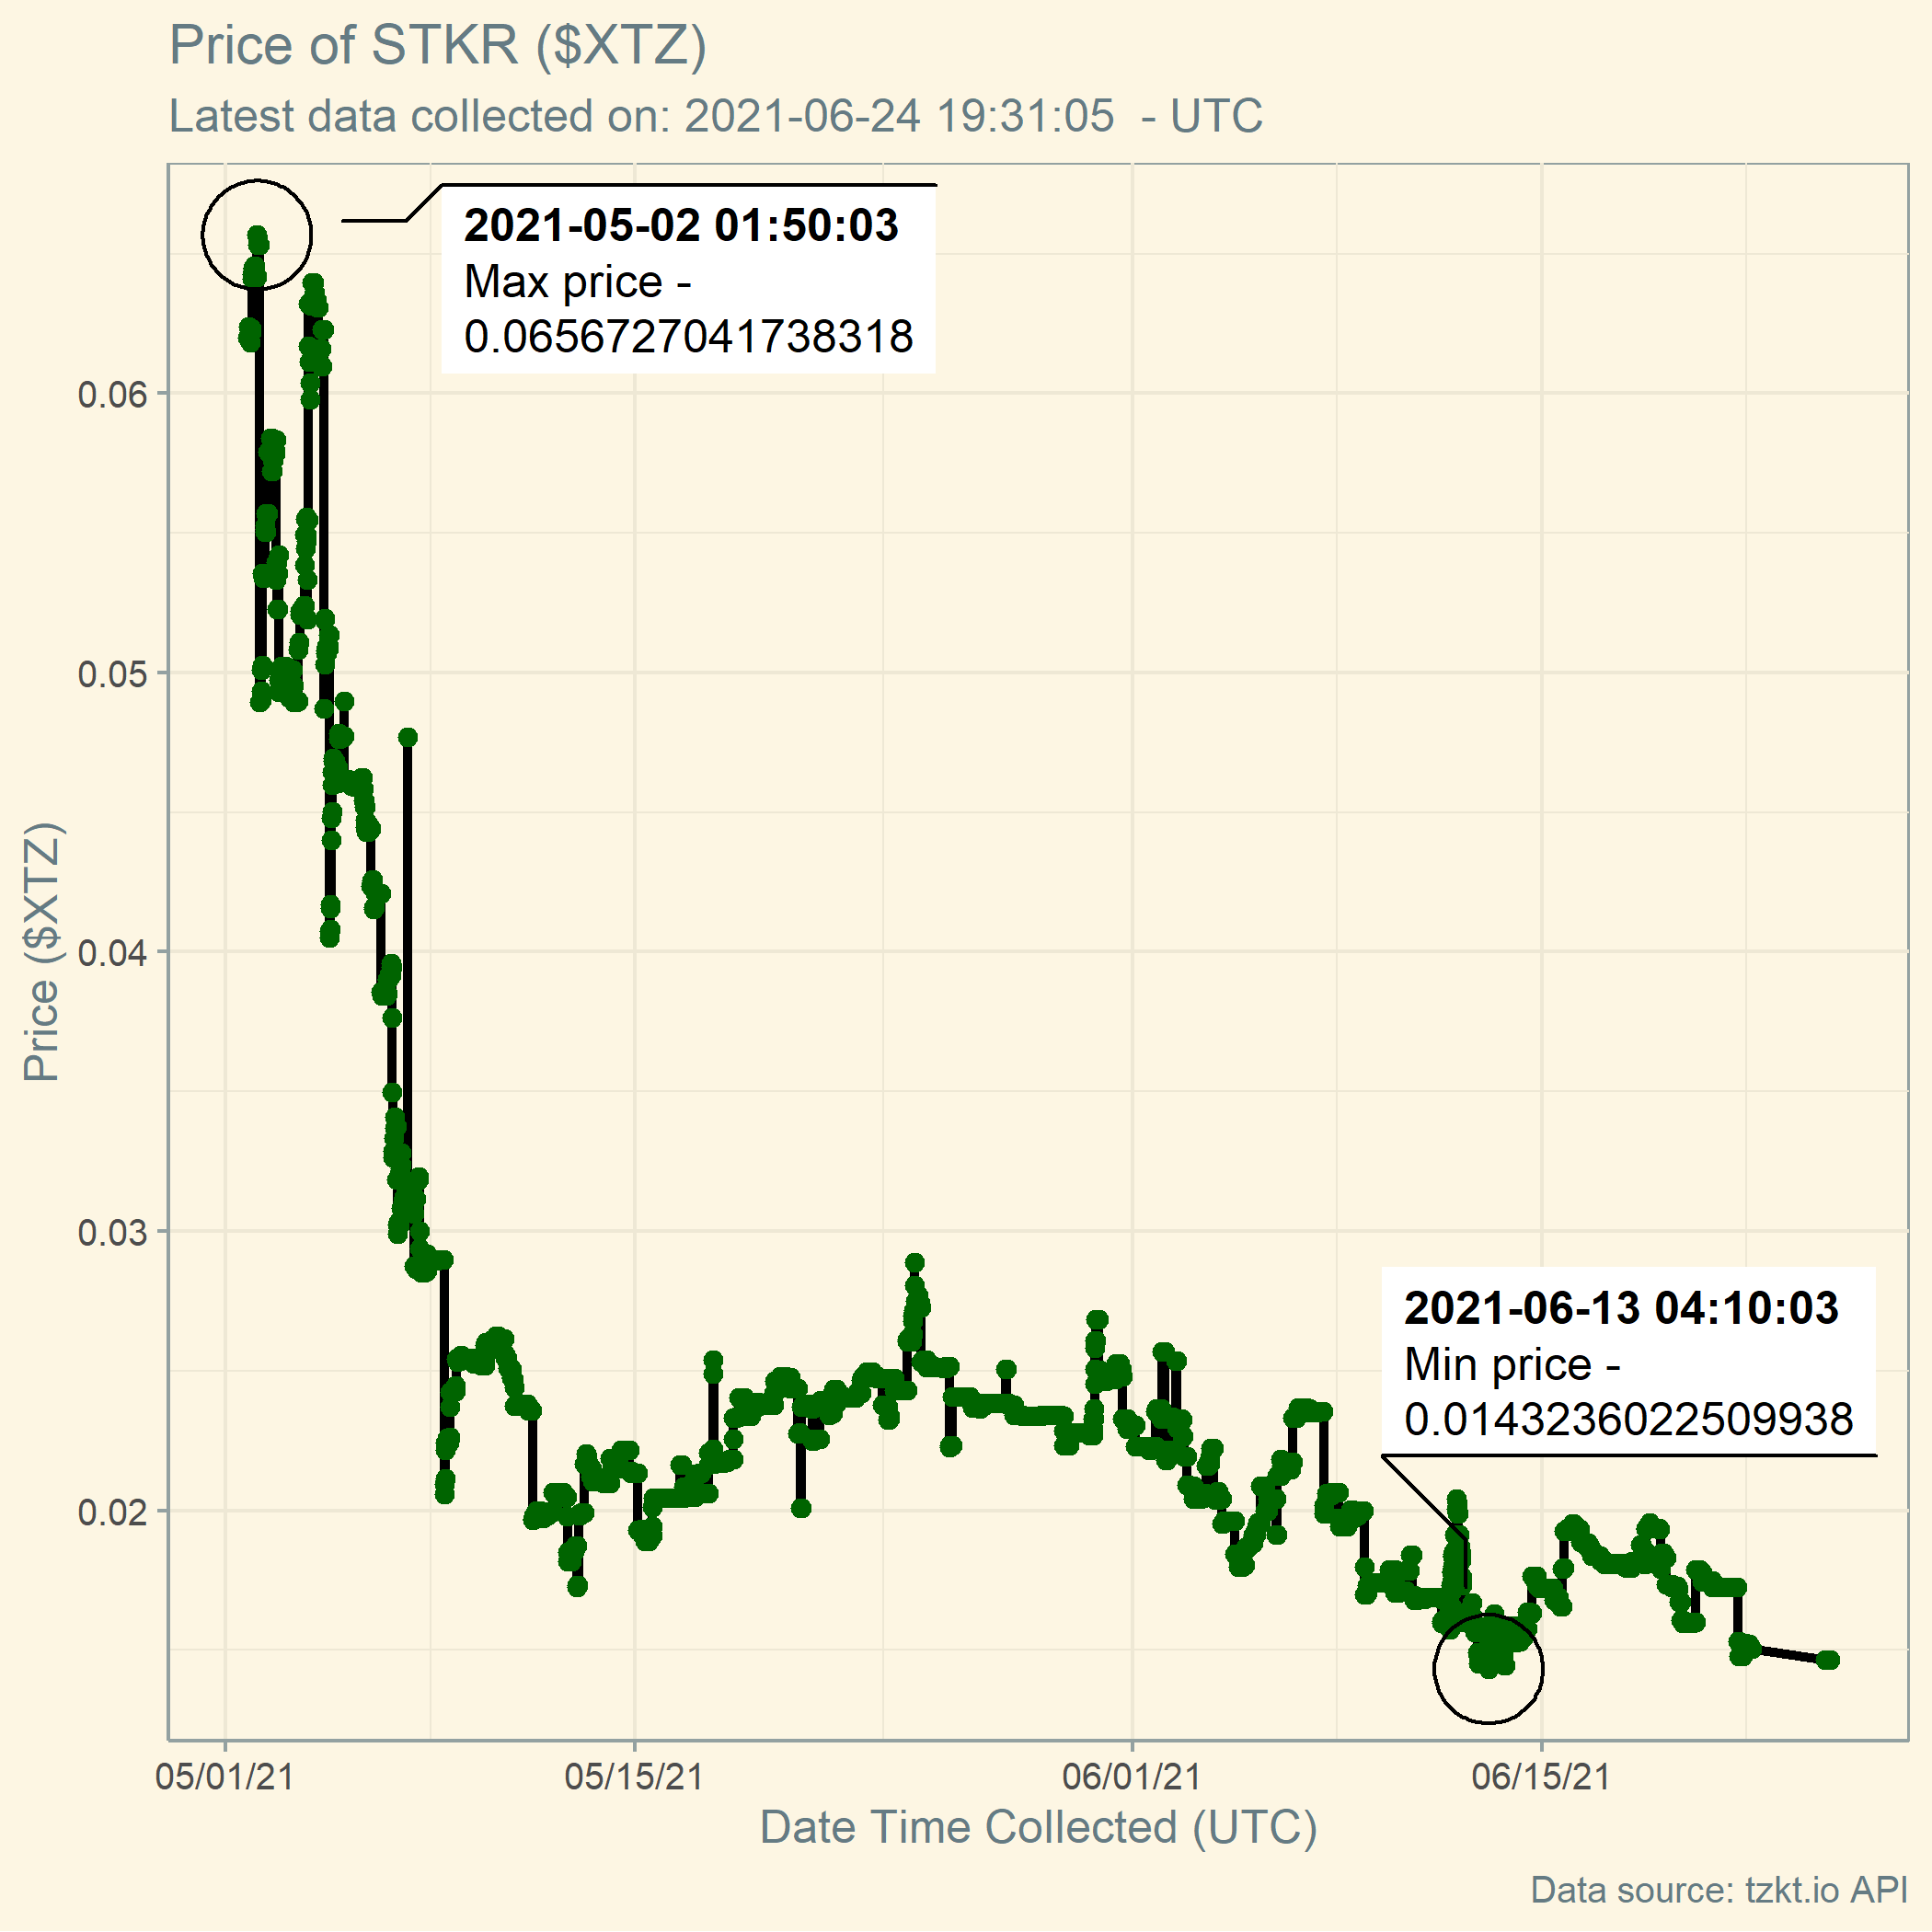 Price of STKR ($XTZ)
Latest data collected on: 2021-06-24 19:31:05  - UTC
2021-05-02 01:50:03
Max price -
0.0656727041738318
0.06
0.05
0.04
0.03
0.02
Price ($XTZ)
2021-06-13 04:10:03
Min price -
0.0143236022509938
05/01/21
05/15/21
06/01/21
06/15/21
Date Time Collected (UTC)
Data source: tzkt.io API